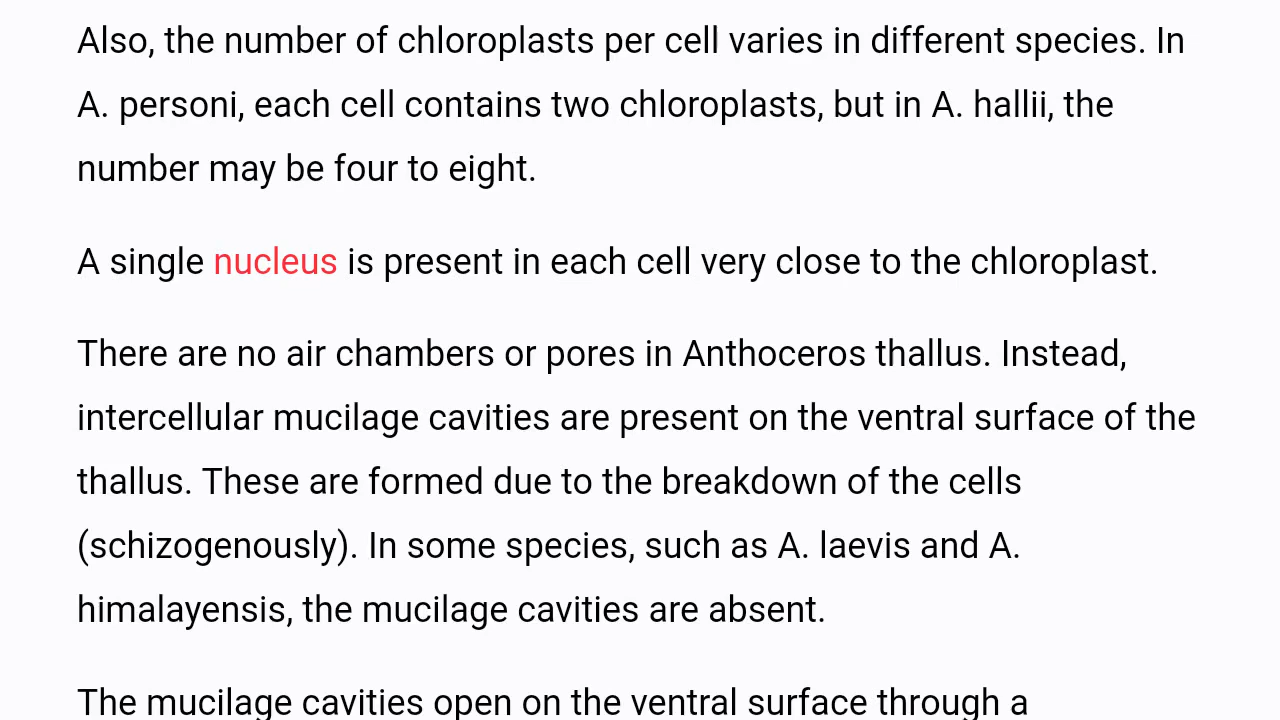 Also, the number of chloroplasts per cell varies in different species. In
A. personi, each cell contains two chloroplasts, but in A. hallii, the
number may be four to eight.
A single nucleus is present in each cell very close to the chloroplast.
There are no air chambers or pores in Anthoceros thallus. Instead,
intercellular mucilage cavities are present on the ventral surface of the
thallus. These are formed due to the breakdown of the cells
(schizogenously). In some species, such as A. laevis and A.
himalayensis, the mucilage cavities are absent.
The mucilage cavities open on the ventral surface through a